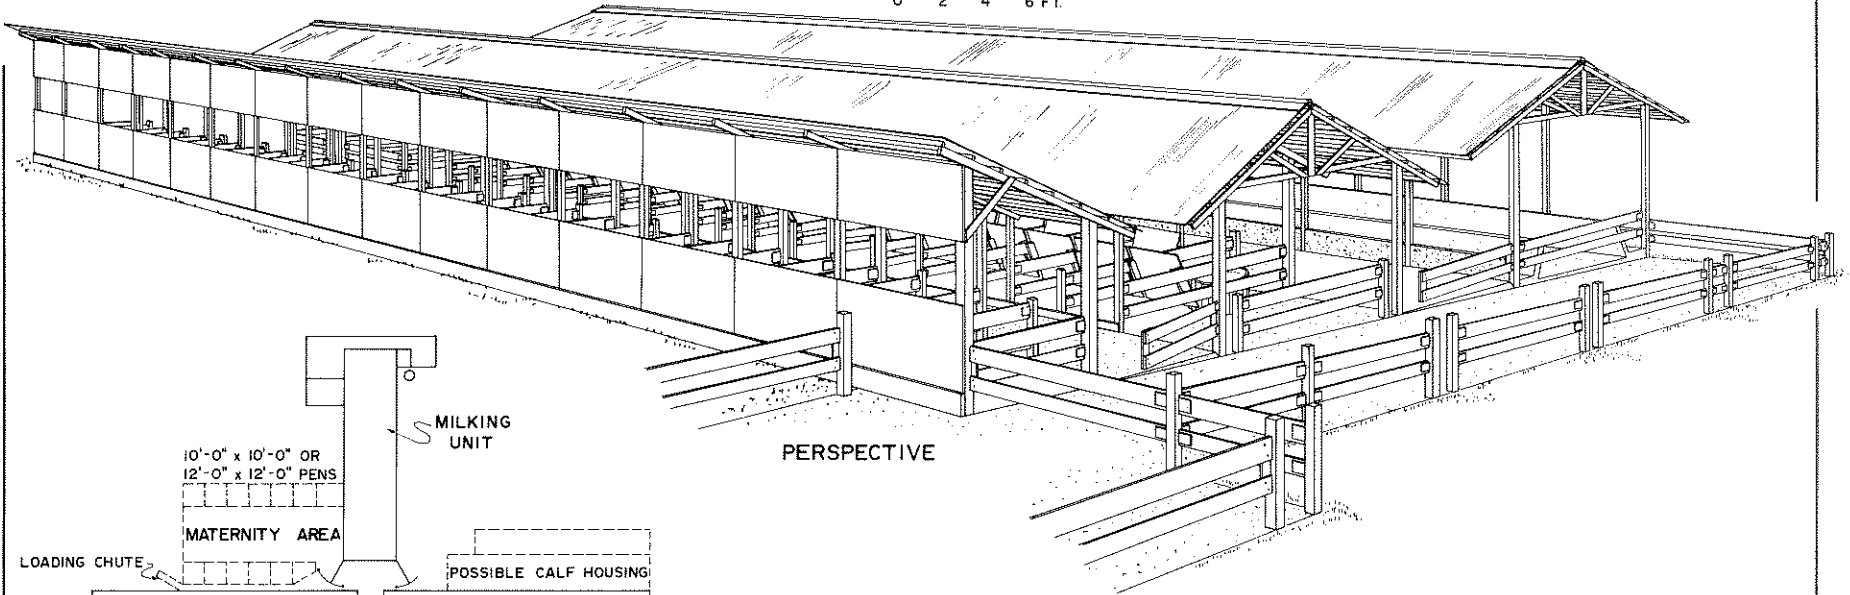 0 2 4 6 FT.
MILKING
UNIT
PERSPECTIVE
10'-0" x 10'-0" OR
12'-0" x 12'-0" PENS
MATERNITY AREA
LOADING CHUTE
POSSIBLE CALF HOUSING